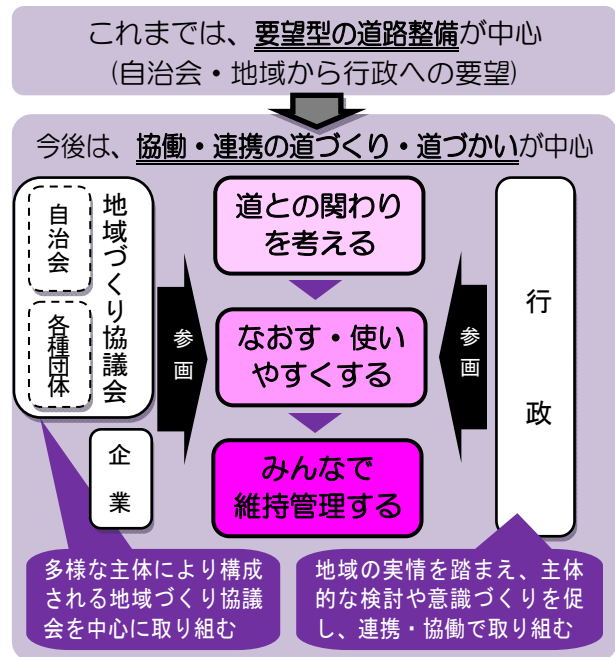 これまでは、要望型の道路整備が中心
(自治会・地域から行政への要望)
今後は、協働・連携の道づくり・道づかいが中心
地域づくり協議会
自治会
各種団体
企業
参画
道との関わり
を考える
なおす・使い
やすくする
みんなで
維持管理する
参画
行政
多様な主体により構成
される地域づくり協議
会を中心に取り組む
地域の実情を踏まえ、主体
的な検討や意識づくりを促
し、連携・協働で取り組む